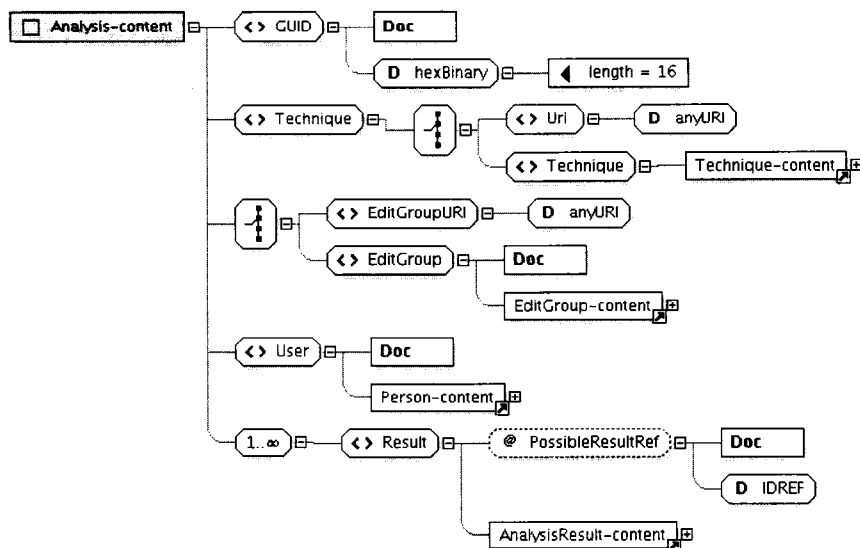 Analysis-content
<> GUID
Doc
D hexBinary
length = 16
<> Technique
<> Uri
D anyURI
<> Technique
Technique-content
<> EditGroupURI
D anyURI
<> EditGroup
Doc
EditGroup-content
<> User
Doc
Person-content
1..∞
<> Result
@ PossibleResultRef
Doc
D IDREF
AnalysisResult-content